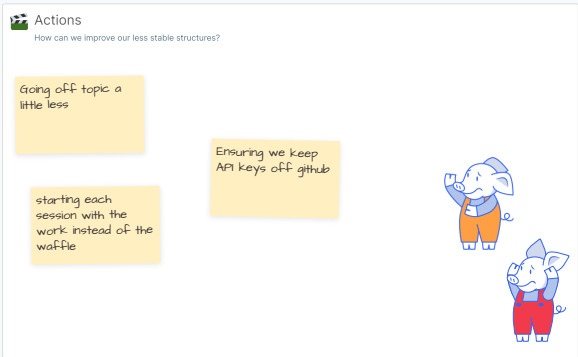 Actions
How can we improve our less stable structures?
Going off topic a
little less
Ensuring we keep
API keys off github
starting each
session with the
work instead of the
waffle